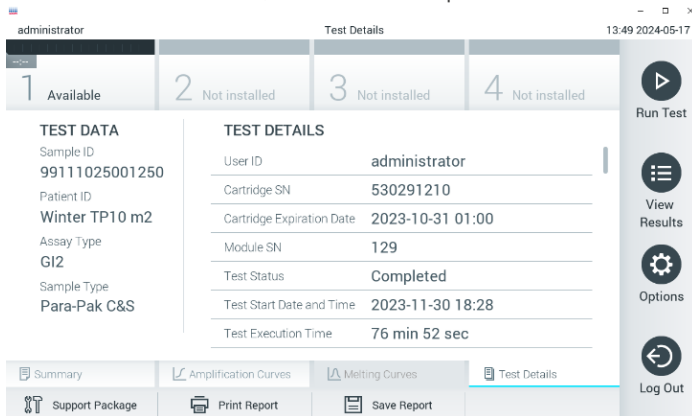 administrator Test Details 13:49 2024-05-17
--:--
1 Available 2 Not installed 3 Not installed 4 Not installed
Run Test
TEST DATA
Sample ID
99111025001250
Patient ID
Winter TP10 m2
Assay Type
GI2
Sample Type
Para-Pak C&S
TEST DETAILS
User ID administrator
Cartridge SN 530291210
Cartridge Expiration Date 2023-10-31 01:00
Module SN 129
Test Status Completed
Test Start Date and Time 2023-11-30 18:28
Test Execution Time 76 min 52 sec
View
Results
Options
Log Out
Summary Amplification Curves Melting Curves Test Details
Support Package Print Report Save Report